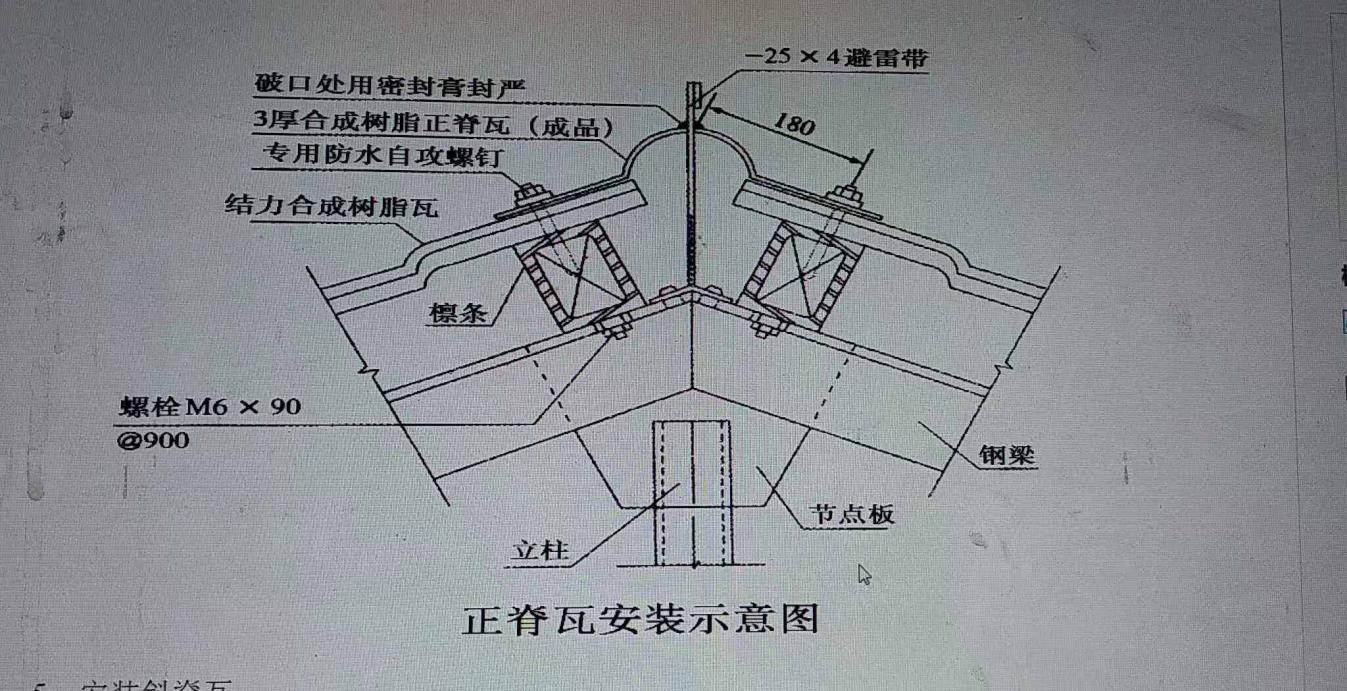 -25×4避雷带
破口处用密封膏封严
3厚合成树脂正脊瓦（成品）
180
专用防水自攻螺钉
结力合成树脂瓦
檩条
螺栓M6×90
@900
钢梁
节点板
立柱
正脊瓦安装示意图